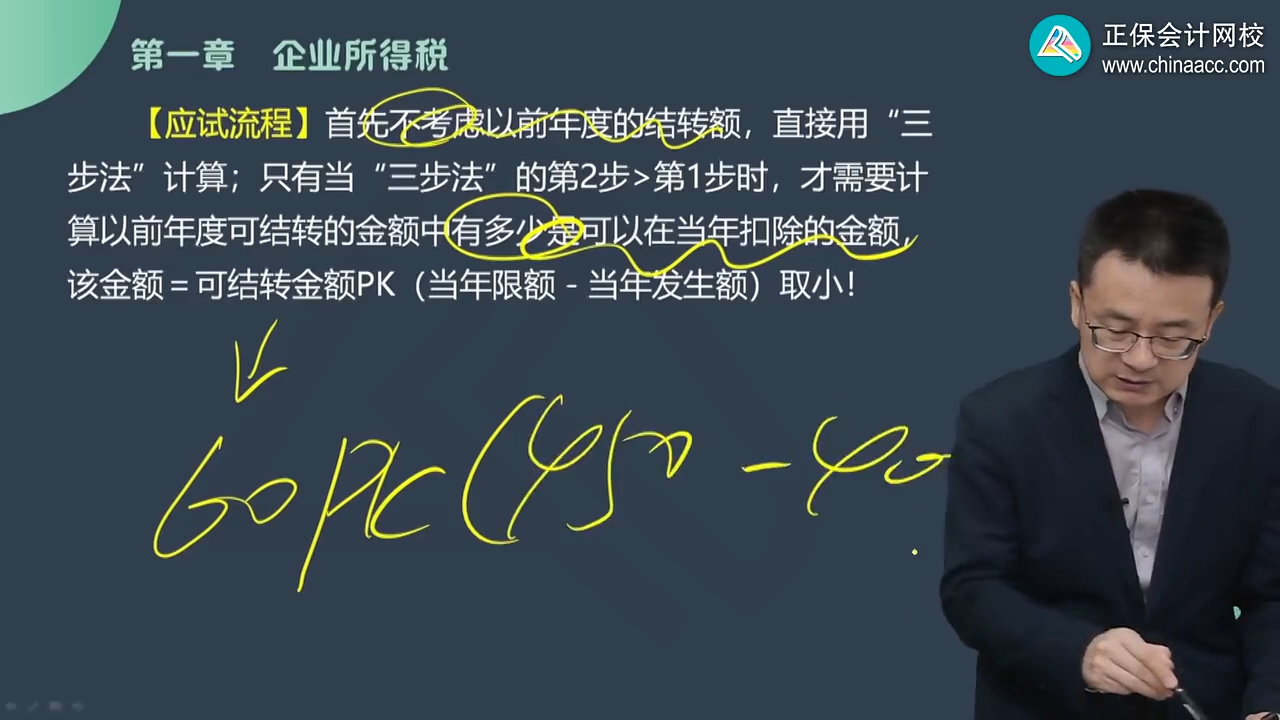 第一章 企业所得税
正保会计网校
www.chinaacc.com
【应试流程】首先不考虑以前年度的结转额，直接用“三
步法”计算；只有当“三步法”的第2步>第1步时，才需要计
算以前年度可结转的金额中有多少是可以在当年扣除的金额，
该金额＝可结转金额PK（当年限额－当年发生额）取小！
60PK(450-40